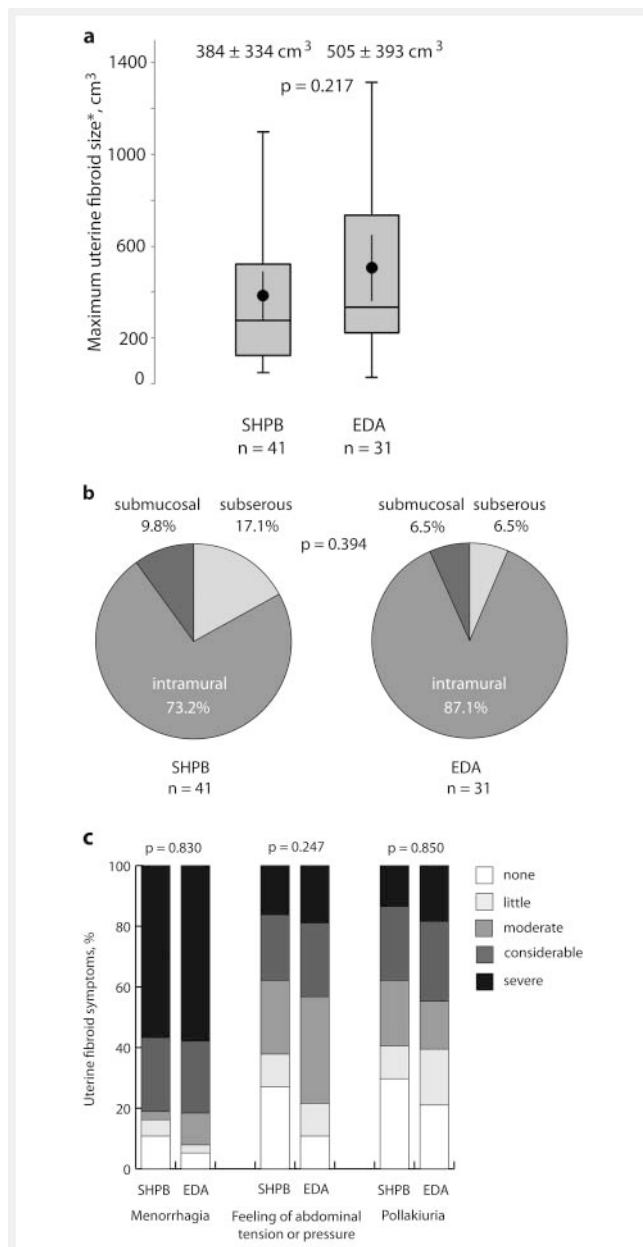 a
384 ± 334 cm³ 505 ± 393 cm³
p = 0.217
Maximum uterine fibroid size*, cm³
1400
1000
600
200
0
SHPB EDA
n = 41 n = 31
b
submucosal subserous submucosal subserous
9.8% 17.1% 6.5% 6.5%
p = 0.394
intramural intramural
73.2% 87.1%
SHPB EDA
n = 41 n = 31
c
p = 0.830 p = 0.247 p = 0.850
Uterine fibroid symptoms, %
100
80
60
40
20
0
none
little
moderate
considerable
severe
SHPB EDA SHPB EDA SHPB EDA
Menorrhagia Feeling of abdominal Pollakiuria
tension or pressure